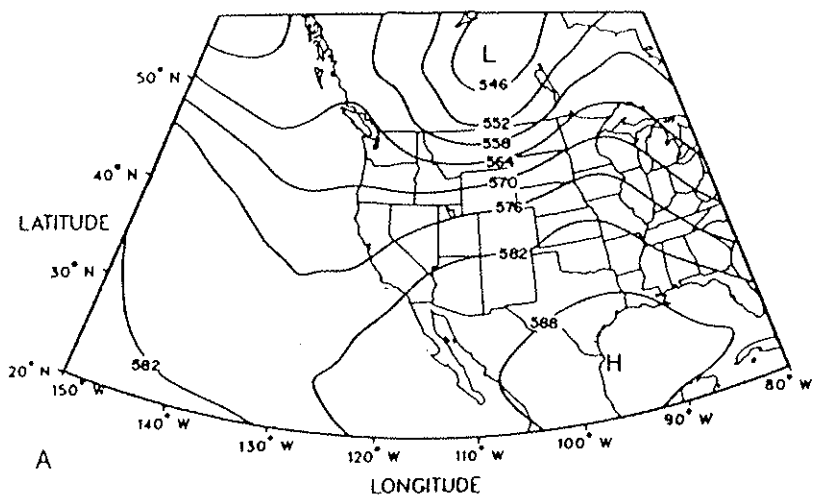 L
546
50° N
552
558
564
40° N
570
576
LATITUDE
582
30° N
588
H
582
20° N
150° W
80° W
140° W
90° W
130° W
100° W
120° W
110° W
A
LONGITUDE